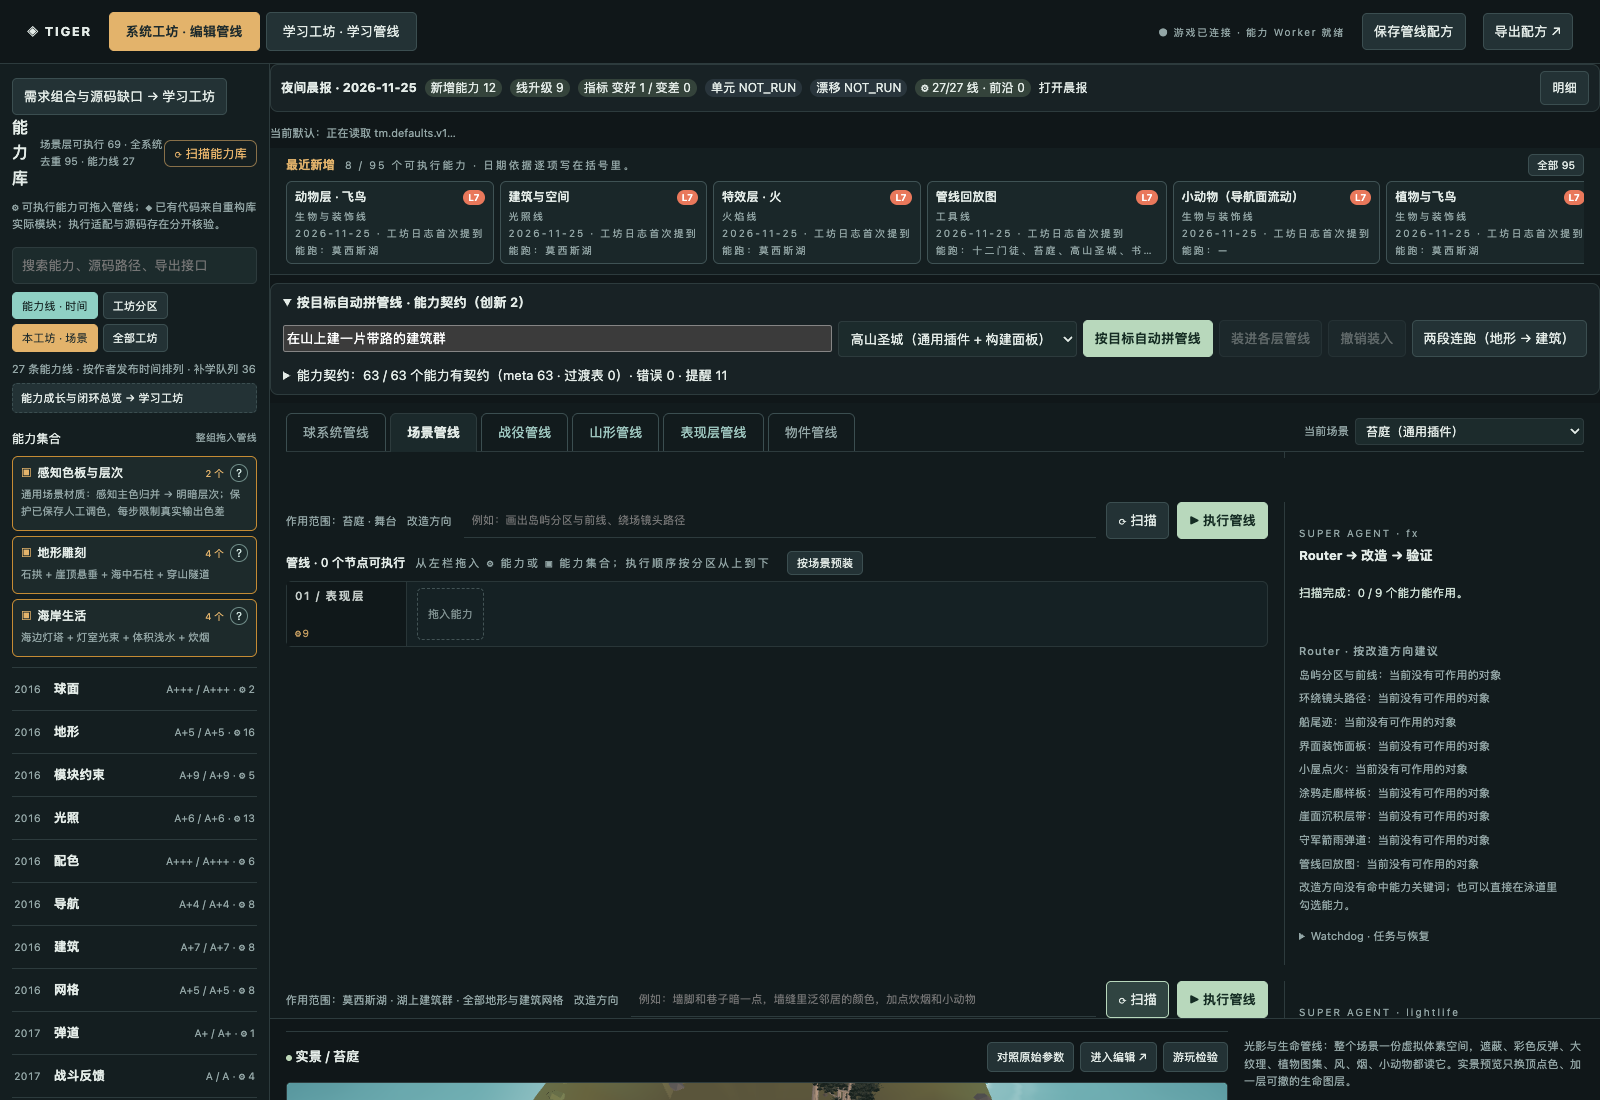 ◈ TIGER
系统工坊 · 编辑管线
学习工坊 · 学习管线
游戏已连接 · 能力 Worker 就绪
保存管线配方
导出配方 ↗
需求组合与源码缺口 → 学习工坊
能力库
场景层可执行 69 · 全系统去重 95 · 能力线 27
⟳ 扫描能力库
⚙ 可执行能力可拖入管线；◆ 已有代码来自重构库
实际模块；执行适配与源码存在分开核验。
搜索能力、源码路径、导出接口
能力线 · 时间
工坊分区
本工坊 · 场景
全部工坊
27 条能力线 · 按作者发布时间排列 · 补学队列 36
能力成长与闭环总览 → 学习工坊
能力集合
整组拖入管线
▣ 感知色板与层次 2 个 ?
通用场景材质：感知主色归并 → 明暗层次；保
护已保存人工调色，每步限制真实输出色差
▣ 地形雕刻 4 个 ?
石拱 + 崖顶悬垂 + 海中石柱 + 穿山隧道
▣ 海岸生活 4 个 ?
海边灯塔 + 灯室光束 + 体积浅水 + 炊烟
2016 球面 A+++ / A+++ · ⚙ 2
2016 地形 A+5 / A+5 · ⚙ 16
2016 模块约束 A+9 / A+9 · ⚙ 5
2016 光照 A+6 / A+6 · ⚙ 13
2016 配色 A+++ / A+++ · ⚙ 6
2016 导航 A+4 / A+4 · ⚙ 8
2016 建筑 A+7 / A+7 · ⚙ 8
2016 网格 A+5 / A+5 · ⚙ 8
2017 弹道 A+ / A+ · ⚙ 1
2017 战斗反馈 A / A · ⚙ 4
夜间晨报 · 2026-11-25
新增能力 12
线升级 9
指标 变好 1 / 变差 0
单元 NOT_RUN
漂移 NOT_RUN
⚙ 27/27 线 · 前沿 0
打开晨报
明细
当前默认：正在读取 tm.defaults.v1…
最近新增 8 / 95 个可执行能力 · 日期依据逐项写在括号里。
全部 95
动物层 · 飞鸟 L7
生物与装饰线
2026-11-25 · 工坊日志首次提到
能跑：莫西斯湖
建筑与空间 L7
光照线
2026-11-25 · 工坊日志首次提到
能跑：莫西斯湖
特效层 · 火 L7
火焰线
2026-11-25 · 工坊日志首次提到
能跑：莫西斯湖
管线回放图 L7
工具线
2026-11-25 · 工坊日志首次提到
能跑：十二门徒、苔庭、高山圣城、书…
小动物（导航面流动） L7
生物与装饰线
2026-11-25 · 工坊日志首次提到
能跑：—
植物与飞鸟 L7
生物与装饰线
2026-11-25 · 工坊日志首次提到
能跑：莫西斯湖
▼ 按目标自动拼管线 · 能力契约（创新 2）
在山上建一片带路的建筑群
高山圣城（通用插件 + 构建面板）
按目标自动拼管线
装进各层管线
撤销装入
两段连跑（地形 → 建筑）
▶ 能力契约：63 / 63 个能力有契约（meta 63 · 过渡表 0）· 错误 0 · 提醒 11
球系统管线
场景管线
战役管线
山形管线
表现层管线
物件管线
当前场景
苔庭（通用插件）
作用范围：苔庭 · 舞台 改造方向
例如：画出岛屿分区与前线、绕场镜头路径
⟳ 扫描
▶ 执行管线
管线 · 0 个节点可执行 从左栏拖入 ⚙ 能力或 ▣ 能力集合；执行顺序按分区从上到下
按场景预装
01 / 表现层
⚙9
拖入能力
SUPER AGENT · fx
Router → 改造 → 验证
扫描完成：0 / 9 个能力能作用。
Router · 按改造方向建议
岛屿分区与前线：当前没有可作用的对象
环绕镜头路径：当前没有可作用的对象
船尾迹：当前没有可作用的对象
界面装饰面板：当前没有可作用的对象
小屋点火：当前没有可作用的对象
涂鸦走廊样板：当前没有可作用的对象
崖面沉积层带：当前没有可作用的对象
守军箭雨弹道：当前没有可作用的对象
管线回放图：当前没有可作用的对象
改造方向没有命中能力关键词；也可以直接在泳道里
勾选能力。
▶ Watchdog · 任务与恢复
作用范围：莫西斯湖 · 湖上建筑群 · 全部地形与建筑网格 改造方向
例如：墙脚和巷子暗一点，墙缝里泛邻居的颜色，加点炊烟和小动物
⟳ 扫描
▶ 执行管线
SUPER AGENT · lightlife
实景 / 苔庭
对照原始参数
进入编辑 ↗
游玩检验
光影与生命管线：整个场景一份虚拟体素空间，遮蔽、彩色反弹、大
纹理、植物图集、风、烟、小动物都读它。实景预览只换顶点色、加
一层可撤的生命图层。